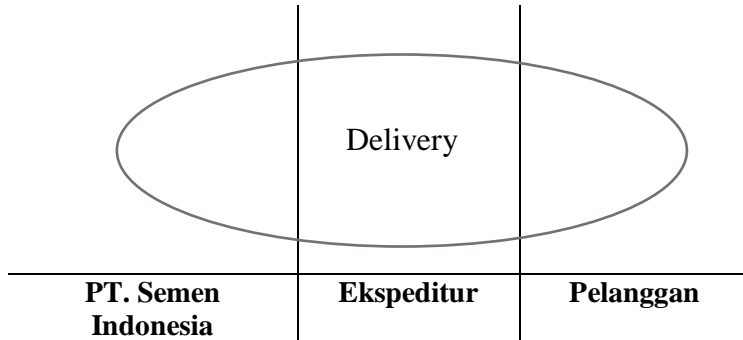 Delivery
PT. Semen Indonesia
Ekspeditur
Pelanggan